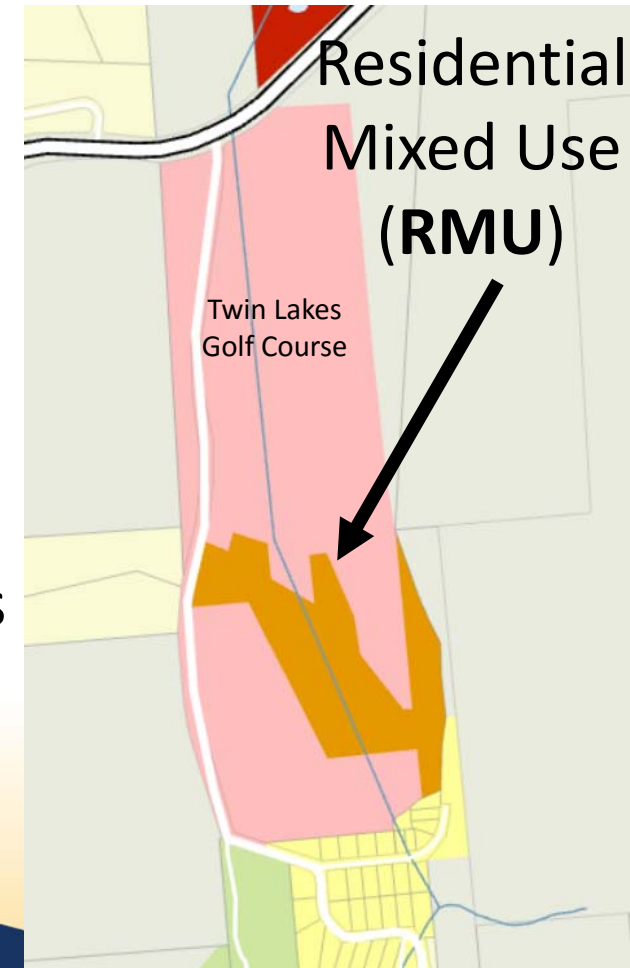 Residential
Mixed Use
(RMU)
Twin Lakes
Golf Course
s